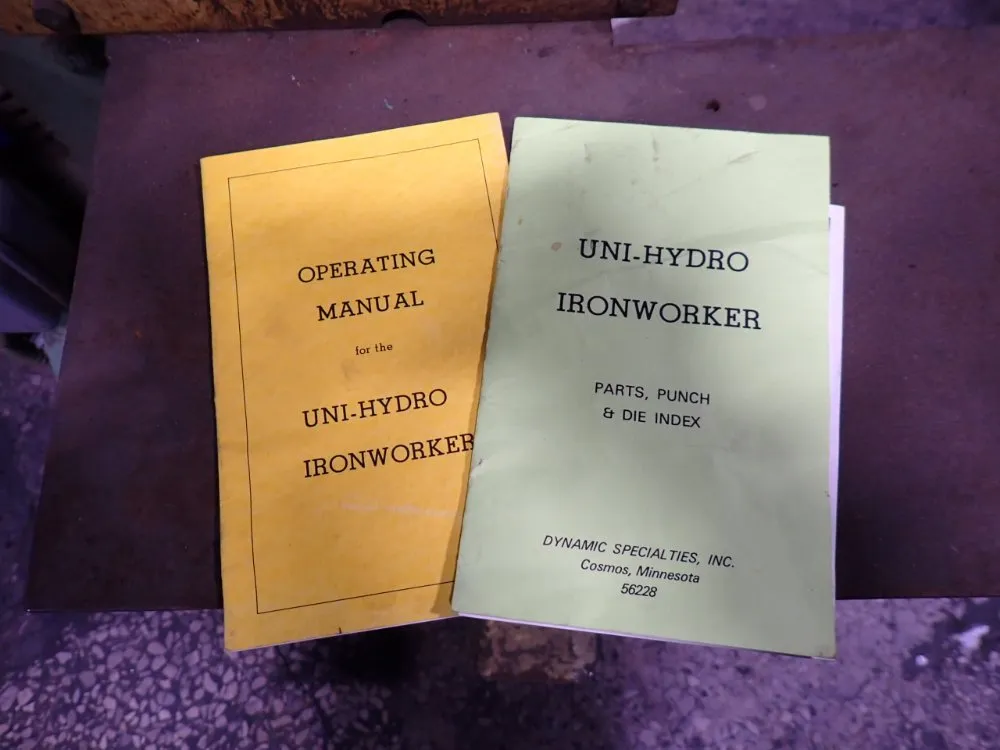 OPERATING
MANUAL
for the
UNI-HYDRO
IRONWORKER
UNI-HYDRO
IRONWORKER
PARTS, PUNCH
& DIE INDEX
DYNAMIC SPECIALTIES, INC.
Cosmos, Minnesota
56228